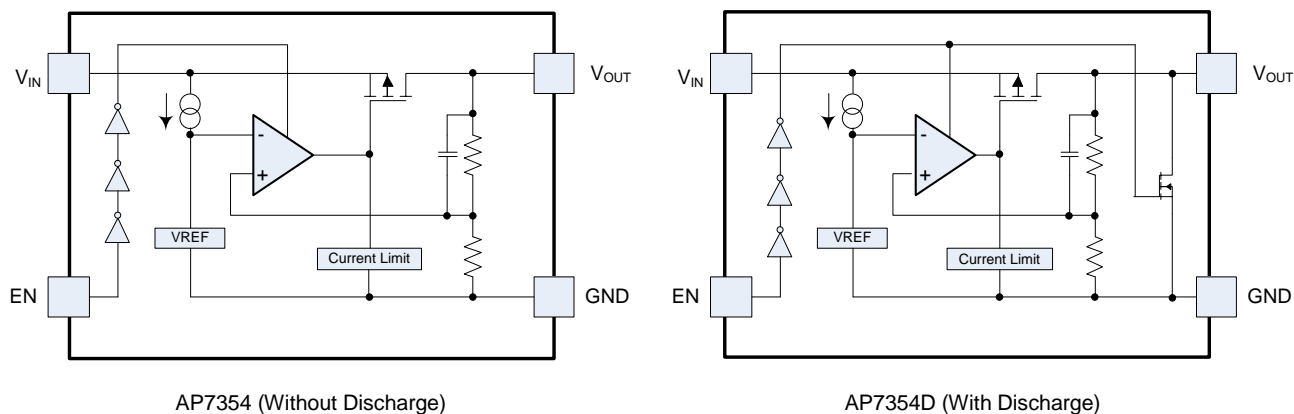 VIN
VOUT
-
+
VREF
Current Limit
EN
GND
AP7354 (Without Discharge)
VIN
VOUT
-
+
VREF
Current Limit
EN
GND
AP7354D (With Discharge)